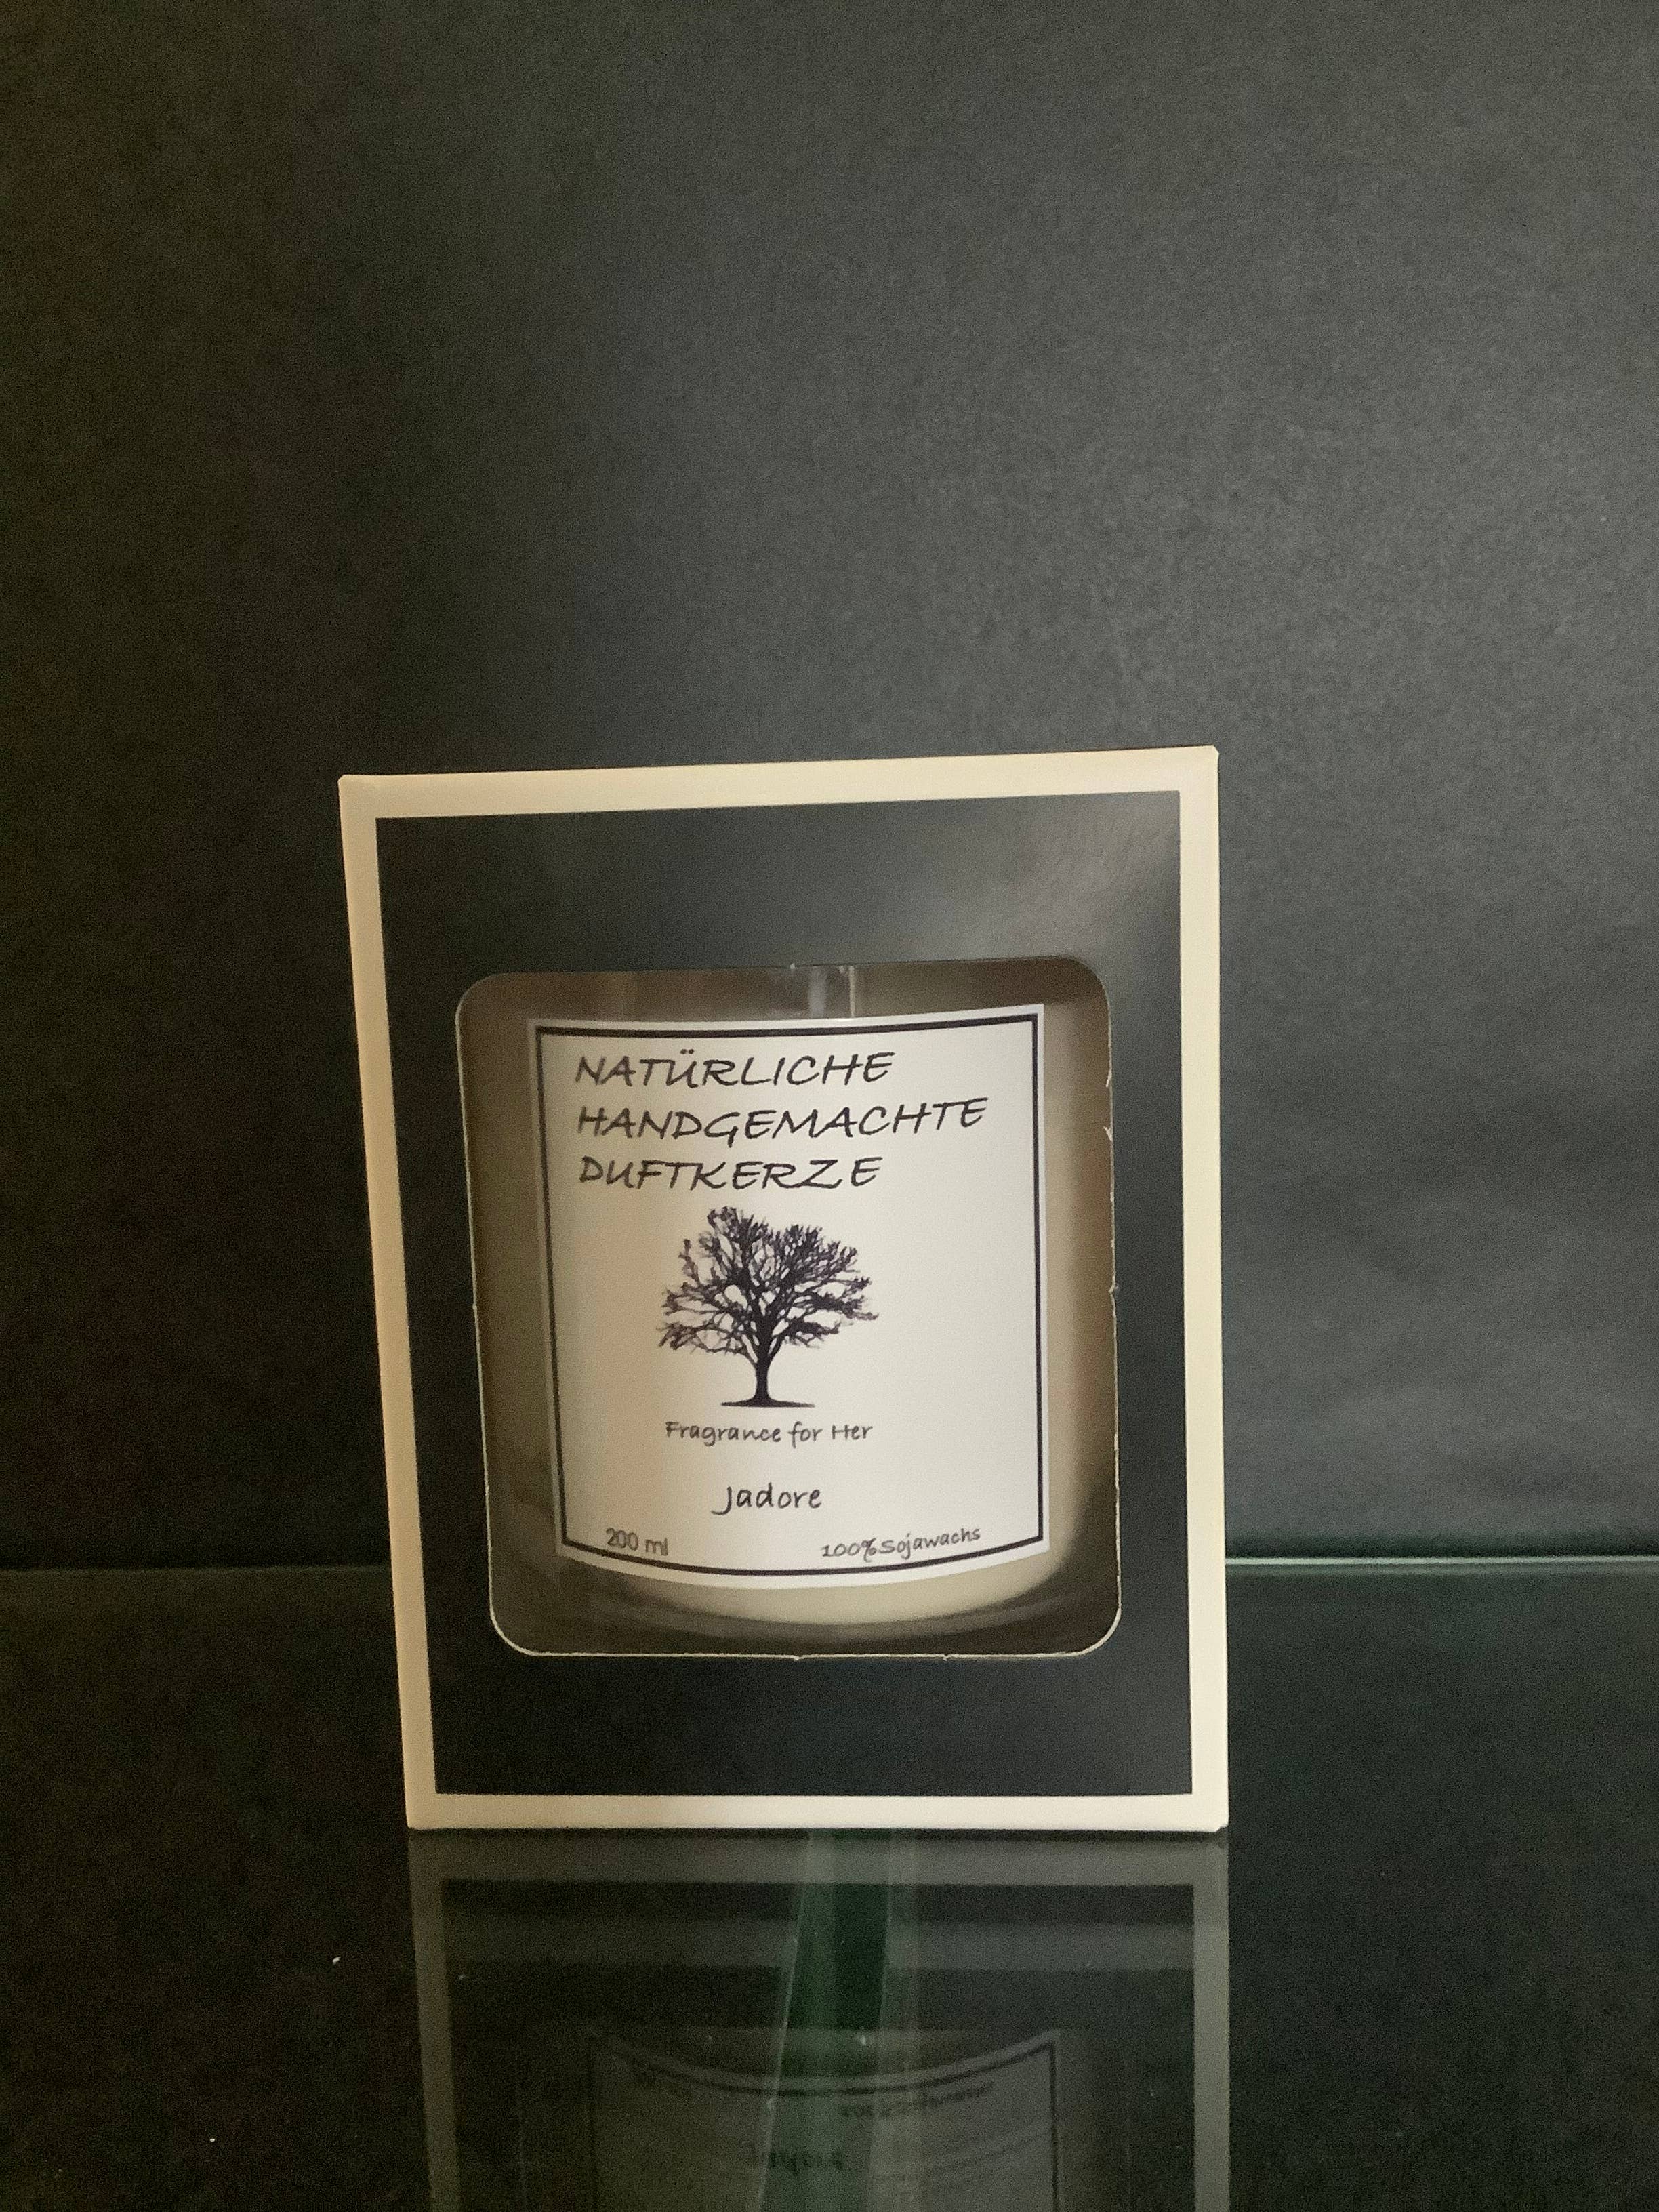 NATÜRLICHE
HANDGEMACHTE
DUFTKERZE
Fragrance for Her
Jadore
200 ml 100%Sojawachs